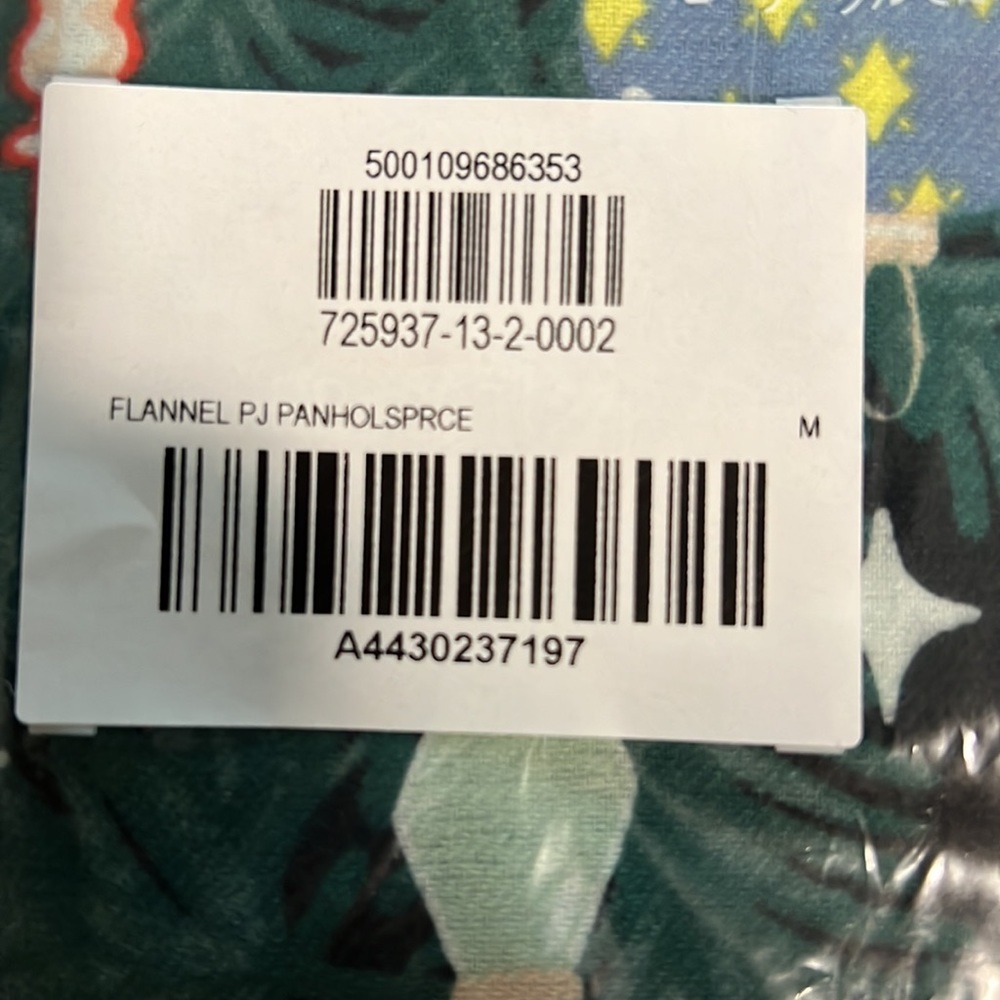 500109686353
725937-13-2-0002
FLANNEL PJ PANHOLSPRCE
M
A4430237197